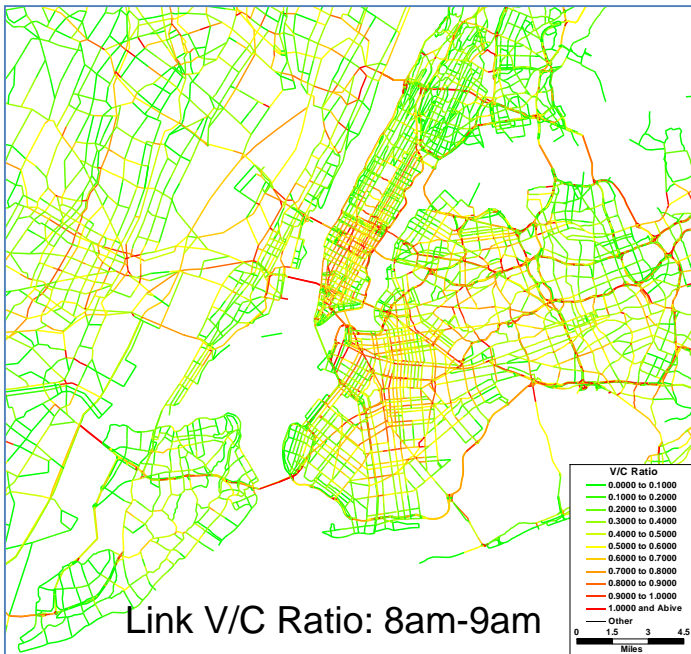 V/C Ratio
0.0000 to 0.1000
0.1000 to 0.2000
0.2000 to 0.3000
0.3000 to 0.4000
0.4000 to 0.5000
0.5000 to 0.6000
0.6000 to 0.7000
0.7000 to 0.8000
0.8000 to 0.9000
0.9000 to 1.0000
1.0000 and Abive
Other
0 1.5 3 4.5
Miles
Link V/C Ratio: 8am-9am